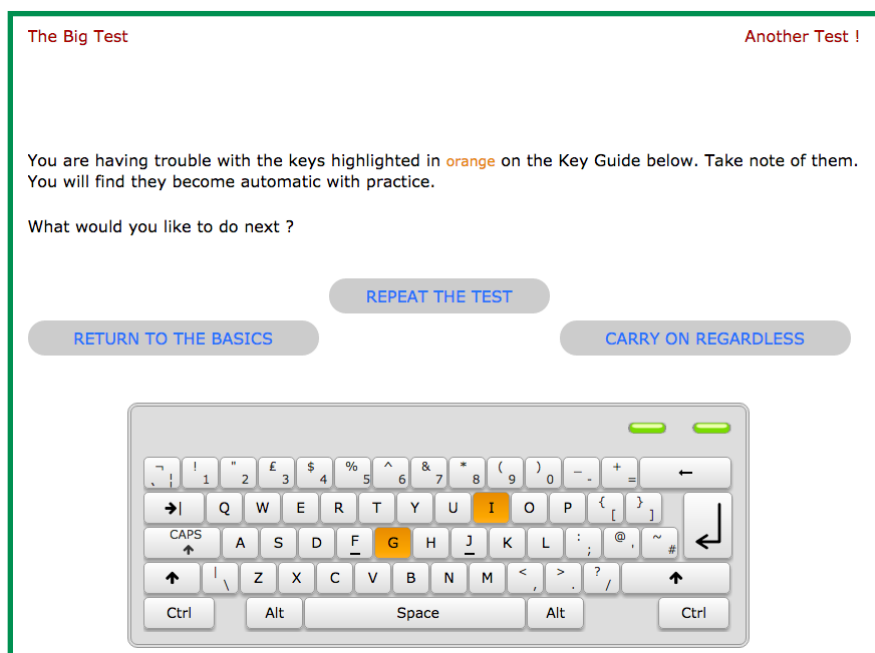 The Big Test
Another Test !
You are having trouble with the keys highlighted in orange on the Key Guide below. Take note of them.
You will find they become automatic with practice.
What would you like to do next ?
REPEAT THE TEST
RETURN TO THE BASICS
CARRY ON REGARDLESS
¬ ` ¦ ! 1 " 2 £ 3 $ 4 % 5 ^ 6 & 7 * 8 ( 9 ) 0 _ - + = ←
→| Q W E R T Y U I O P { [ } ]
CAPS A S D F G H J K L : ; @ , ~ #
| \ Z X C V B N M < , > . ? /
Ctrl Alt Space Alt Ctrl